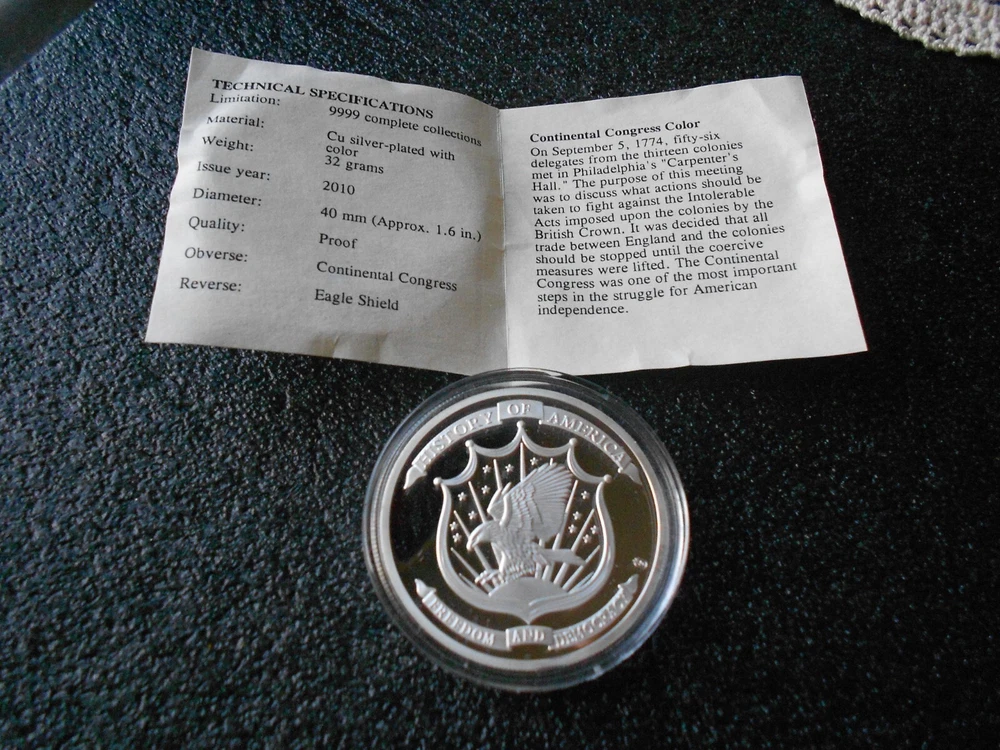 TECHNICAL SPECIFICATIONS
Limitation: 9999 complete collections
Material: Cu silver-plated with
color
Weight: 32 grams
Issue year: 2010
Diameter: 40 mm (Approx. 1.6 in.)
Quality: Proof
Obverse: Continental Congress
Reverse: Eagle Shield
Continental Congress Color
On September 5, 1774, fifty-six
delegates from the thirteen colonies
met in Philadelphia's "Carpenter's
Hall." The purpose of this meeting
was to discuss what actions should be
taken to fight against the Intolerable
Acts imposed upon the colonies by the
British Crown. It was decided that all
trade between England and the colonies
should be stopped until the coercive
measures were lifted. The Continental
Congress was one of the most important
steps in the struggle for American
independence.
HISTORY OF AMERICA
FREEDOM AND DEMOCRACY